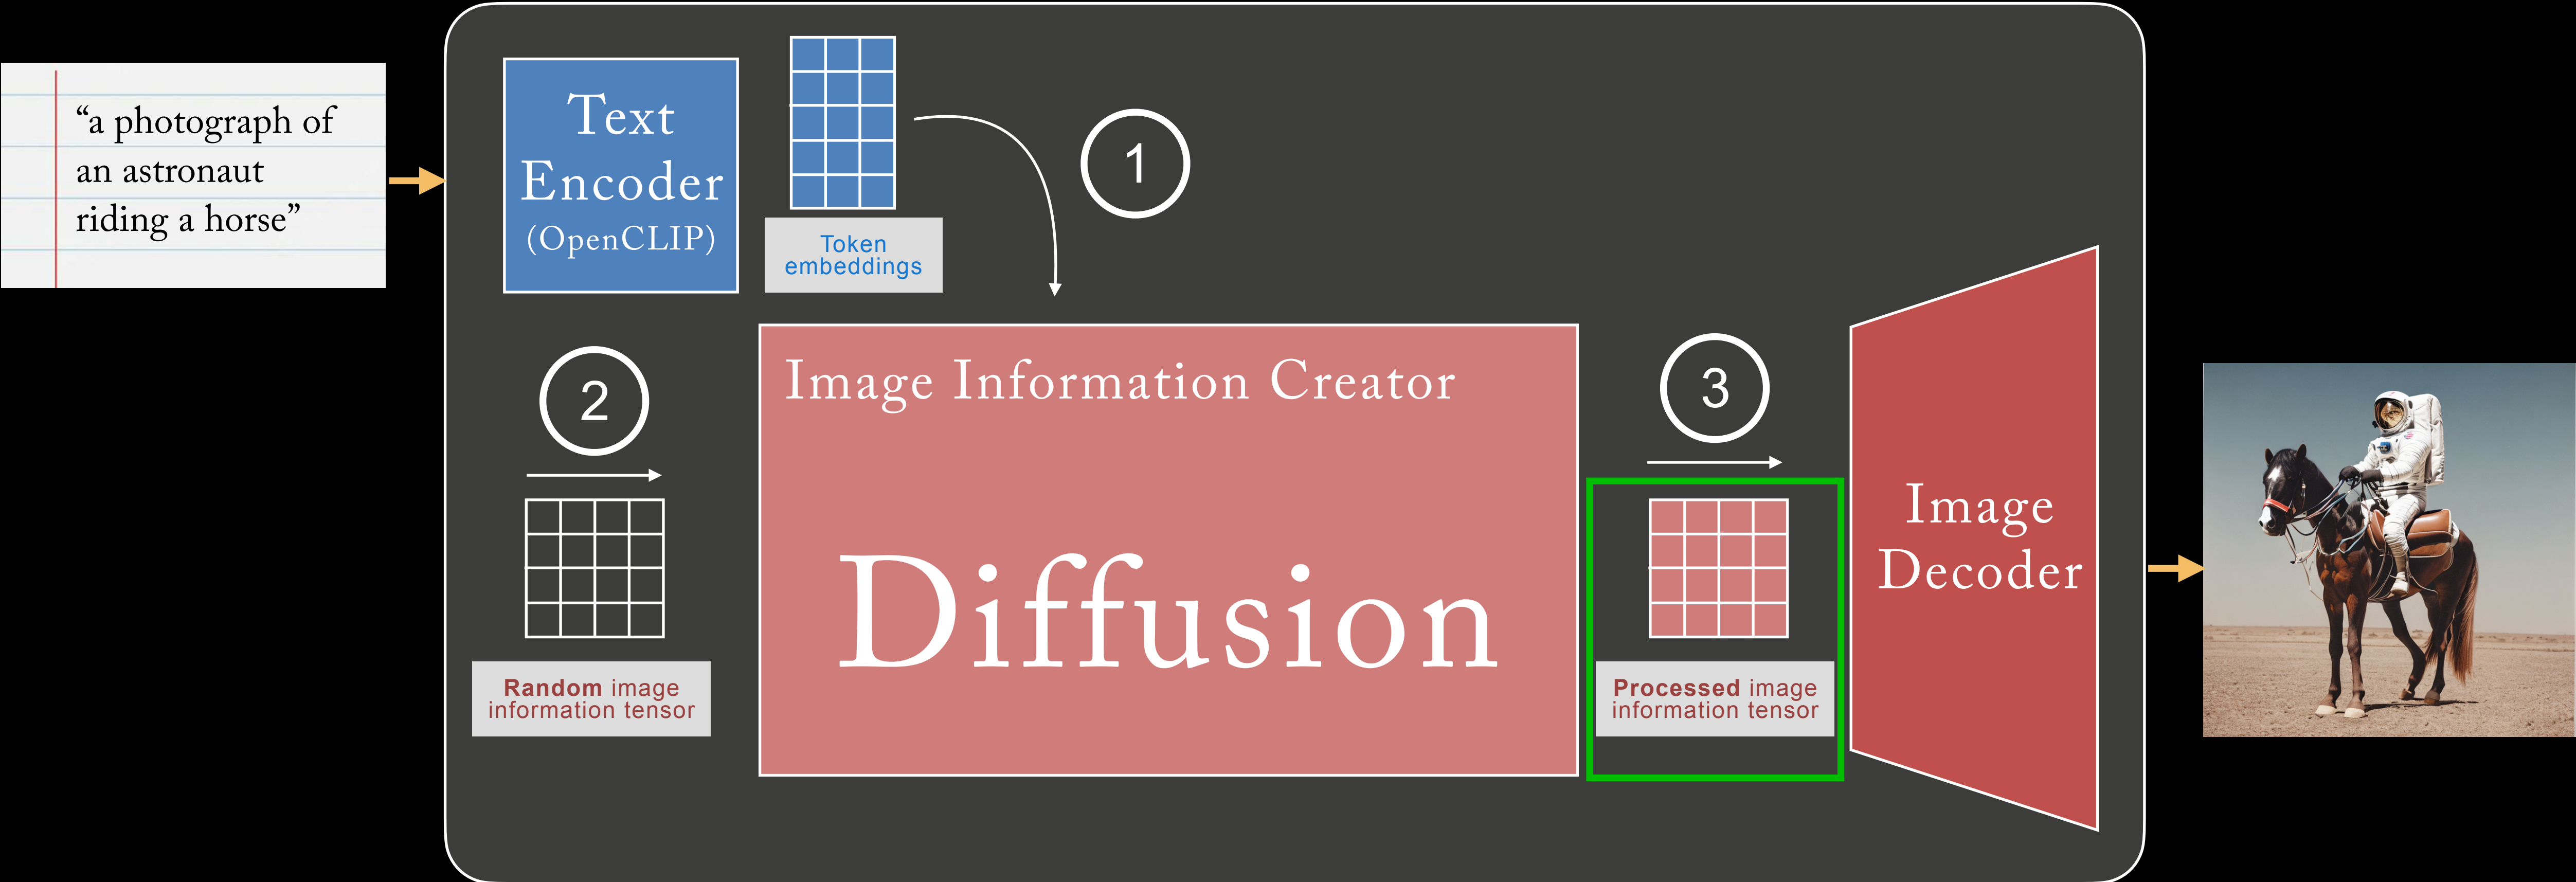 “a photograph of
an astronaut
riding a horse”
Text
Encoder
(OpenCLIP)
Token
embeddings
1
2
Random image
information tensor
Image Information Creator
Diffusion
3
Processed image
information tensor
Image
Decoder